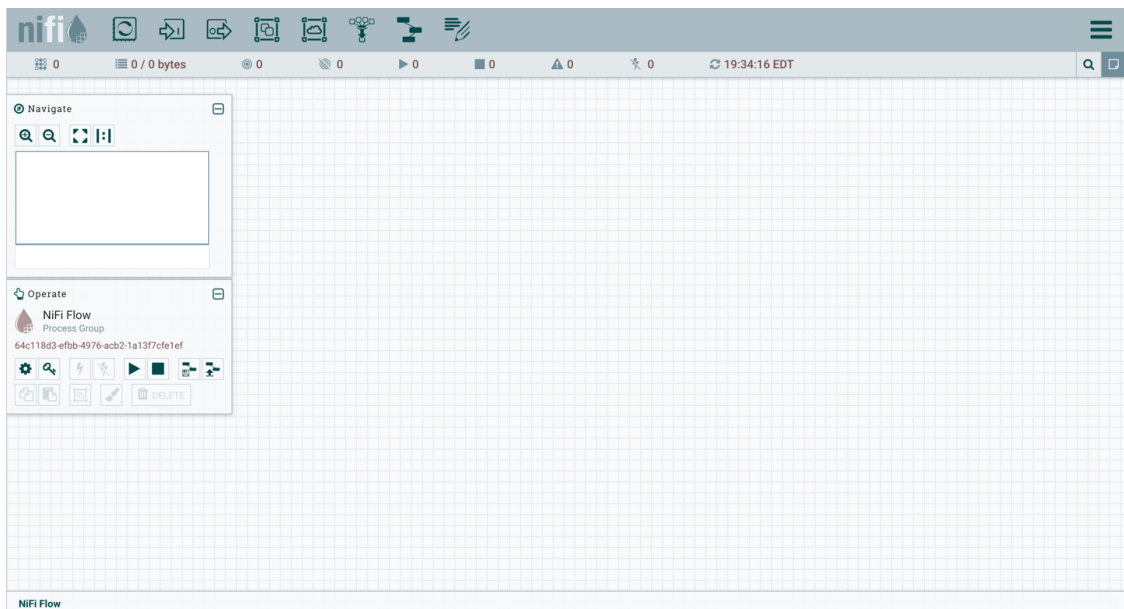 nifi
0 0 / 0 bytes 0 0 0 0 0 0 19:34:16 EDT
Navigate
Operate
NiFi Flow
Process Group
64c118d3-efbb-4976-acb2-1a13f7cfe1ef
DELETE
NiFi Flow